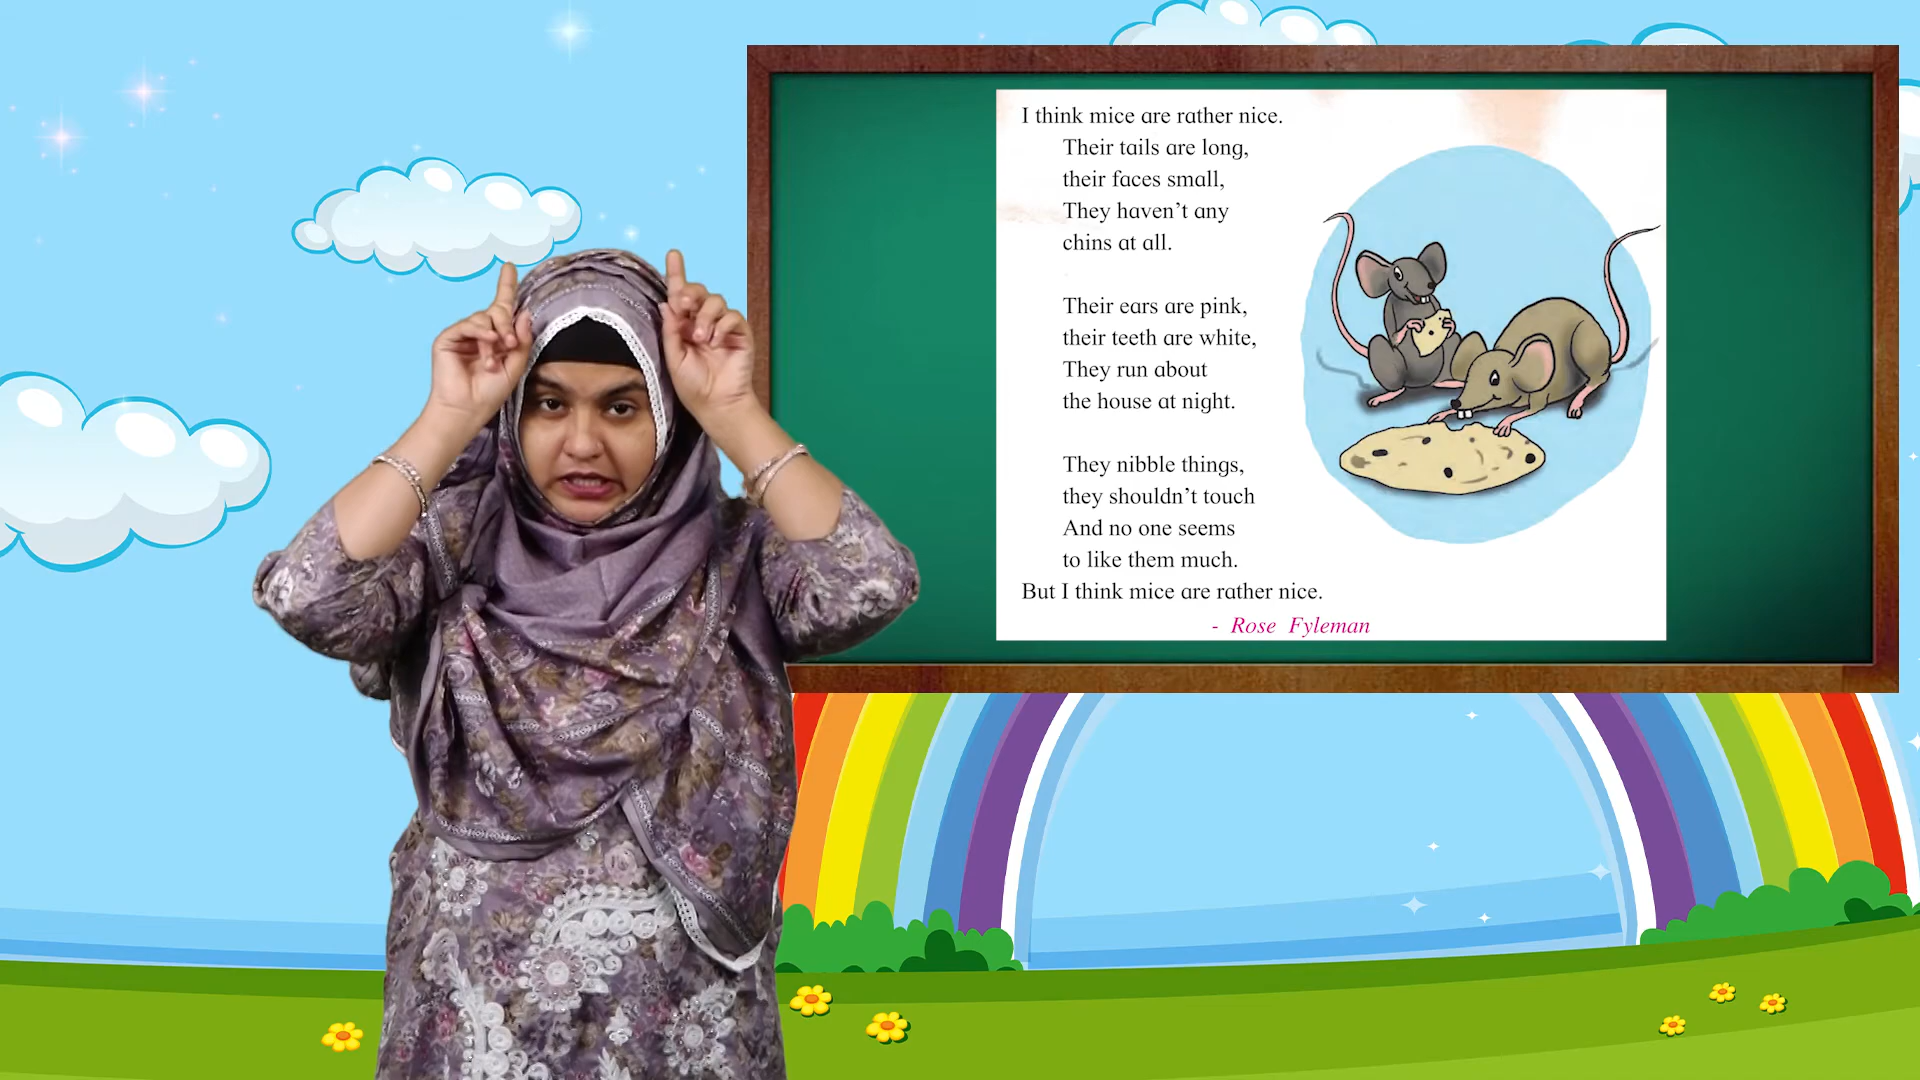 I think mice are rather nice.
Their tails are long,
their faces small,
They haven't any
chins at all.
Their ears are pink,
their teeth are white,
They run about
the house at night.
They nibble things,
they shouldn't touch
And no one seems
to like them much.
But I think mice are rather nice.
- Rose Fyleman